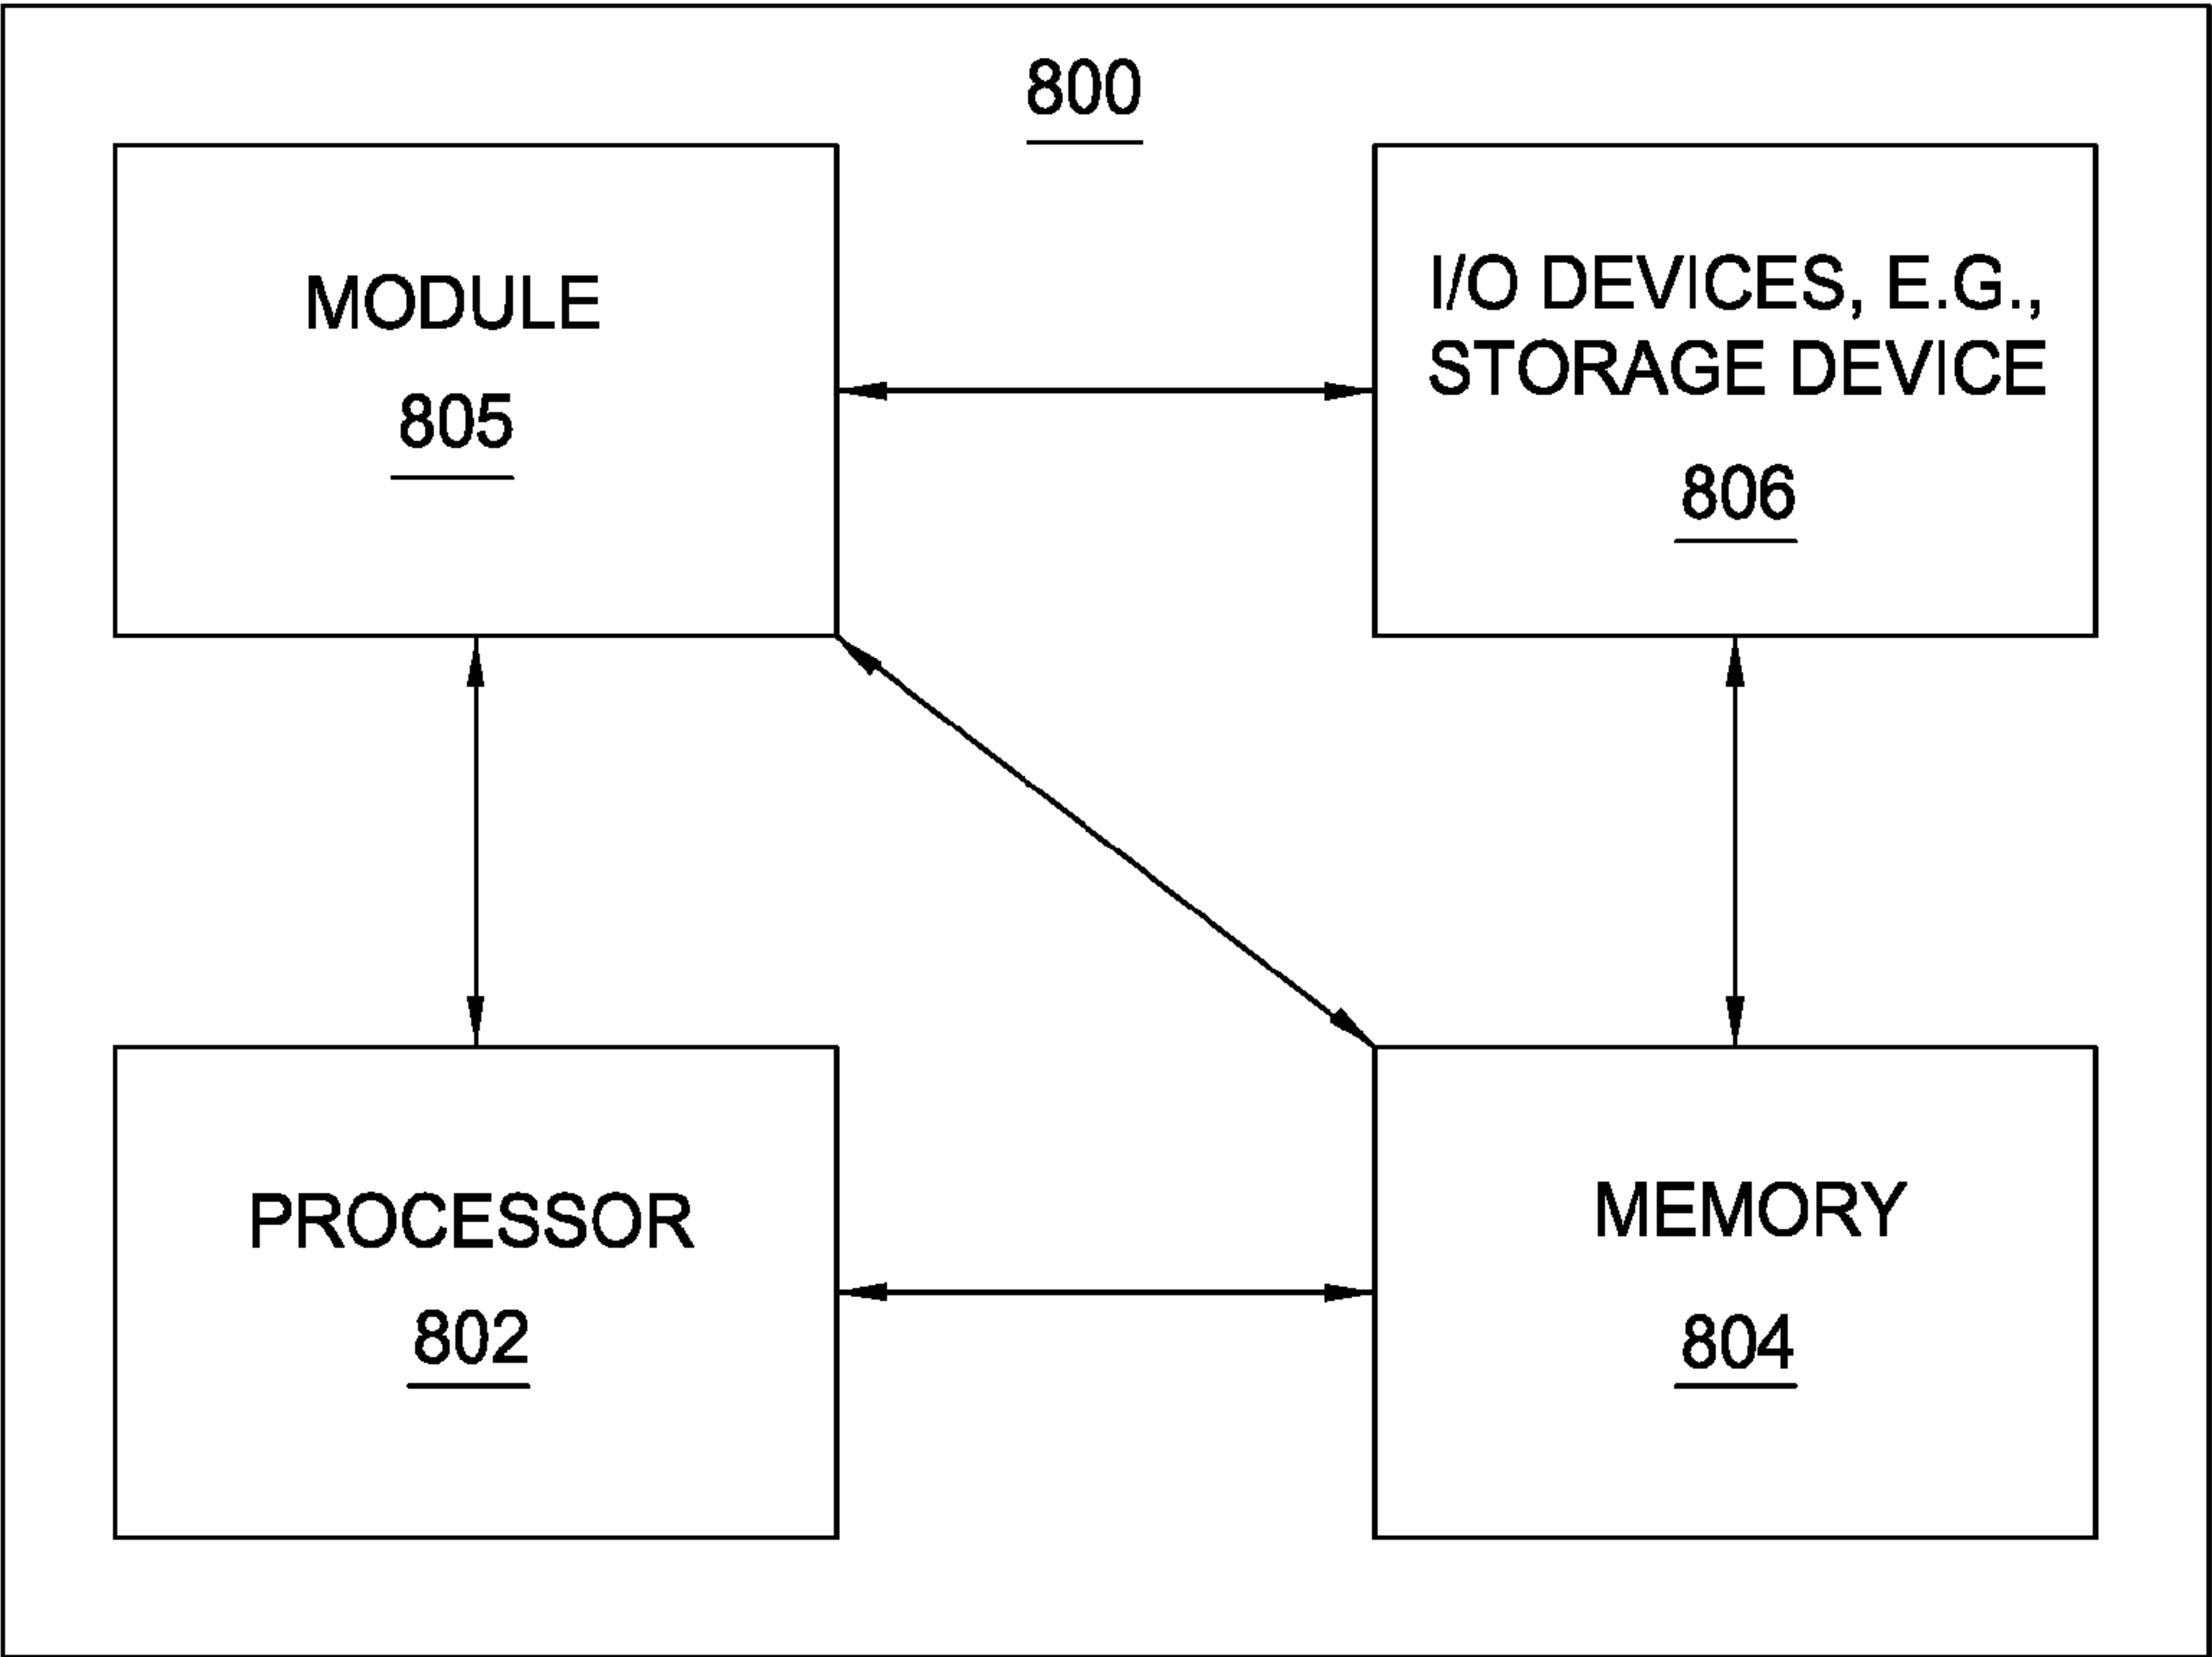 800
MODULE
805
I/O DEVICES, E.G.,
STORAGE DEVICE
806
PROCESSOR
802
MEMORY
804